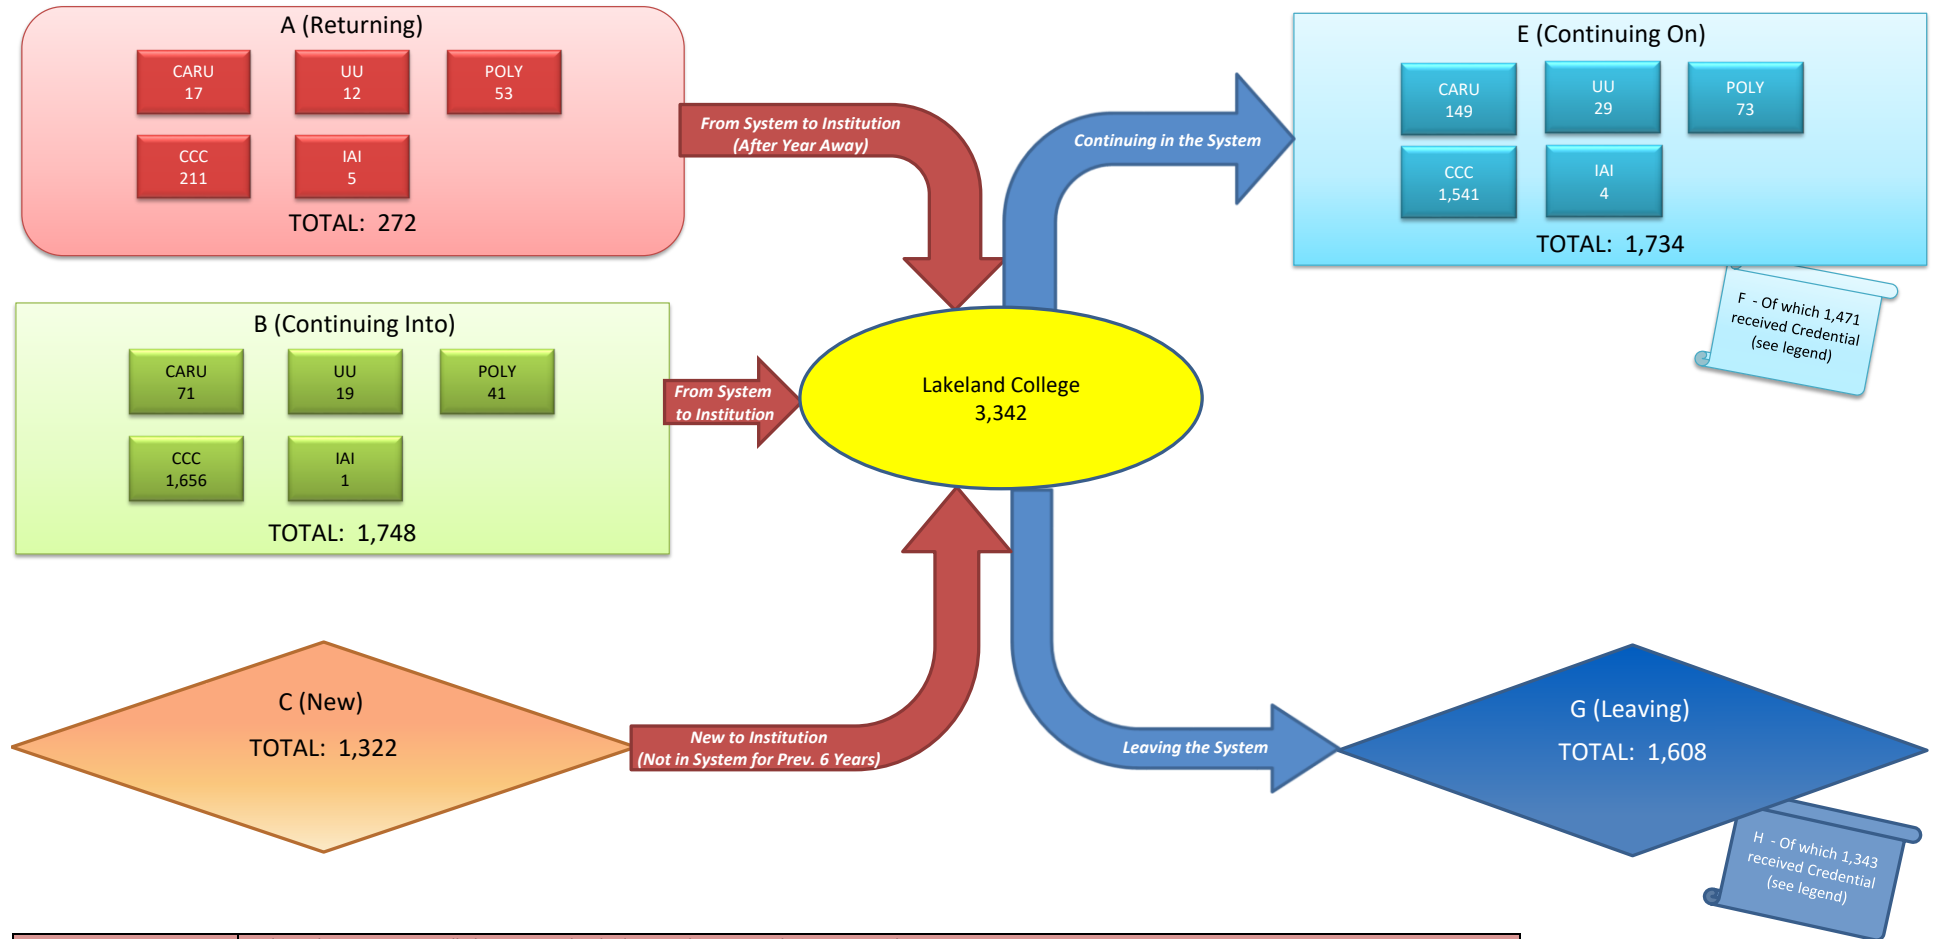 A (Returning)
CARU
17
UU
12
POLY
53
CCC
211
IAI
5
TOTAL: 272
From System to Institution
(After Year Away)
Continuing in the System
E (Continuing On)
CARU
149
UU
29
POLY
73
CCC
1,541
IAI
4
TOTAL: 1,734
F - Of which 1,471
received Credential
(see legend)
B (Continuing Into)
CARU
71
UU
19
POLY
41
CCC
1,656
IAI
1
TOTAL: 1,748
From System
to Institution
Lakeland College
3,342
C (New)
TOTAL: 1,322
New to Institution
(Not in System for Prev. 6 Years)
Leaving the System
G (Leaving)
TOTAL: 1,608
H - Of which 1,343
received Credential
(see legend)